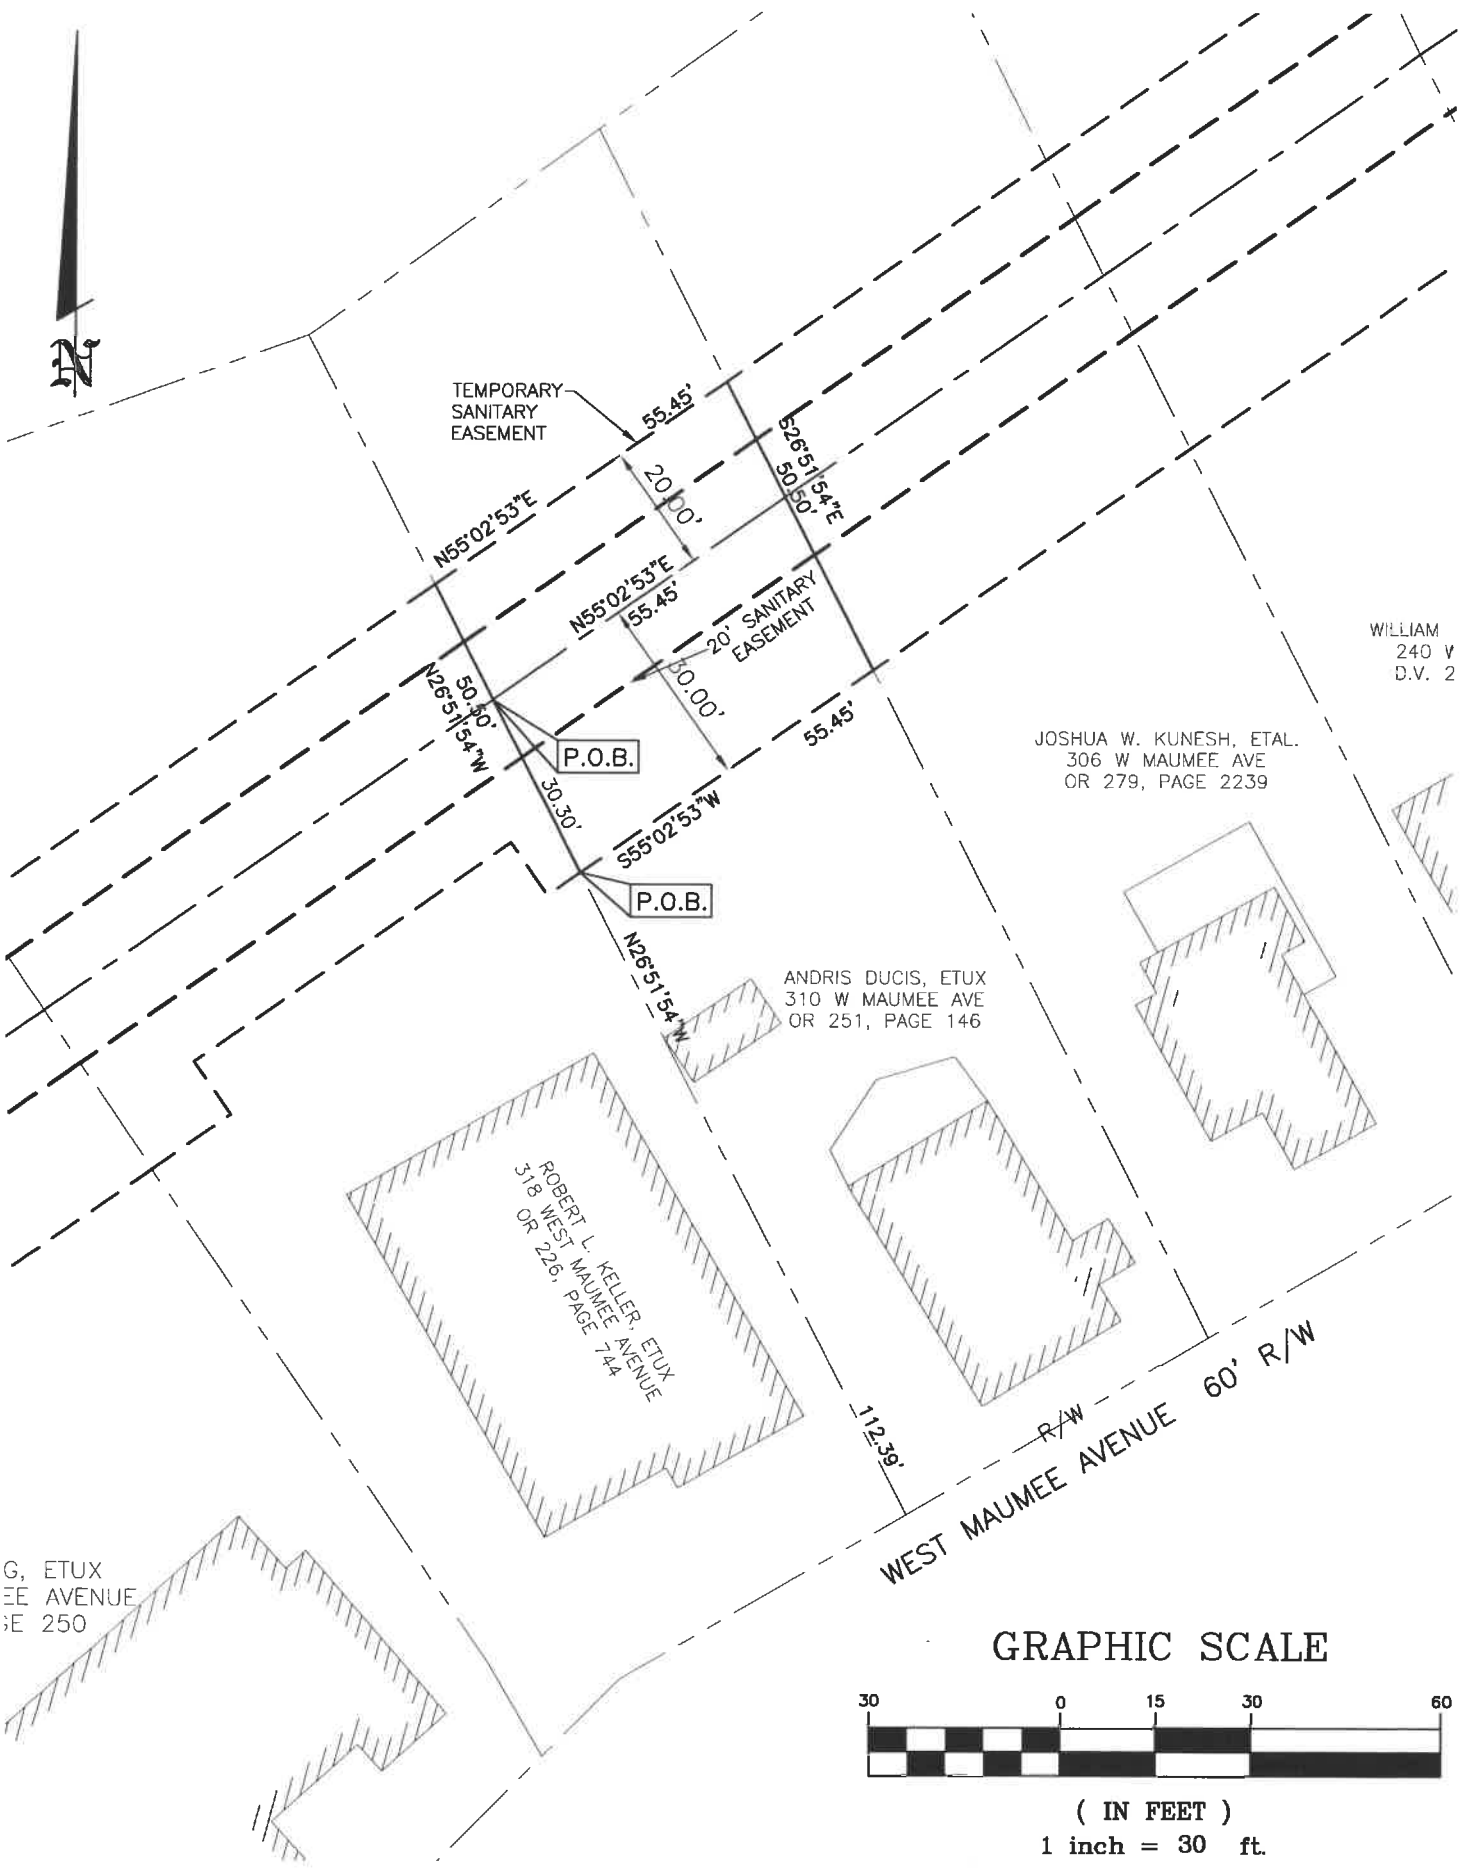 N
TEMPORARY
SANITARY
EASEMENT
55.45'
N55°02'53"E
20.00'
S26°51'54"E
50.50'
N55°02'53"E
55.45'
20' SANITARY
EASEMENT
30.00'
N26°51'54"W
50.50'
P.O.B.
30.30'
55.45'
S55°02'53"W
P.O.B.
N26°51'54"W
WILLIAM
240 W
D.V. 2
JOSHUA W. KUNESH, ETAL.
306 W MAUMEE AVE
OR 279, PAGE 2239
ANDRIS DUCIS, ETUX
310 W MAUMEE AVE
OR 251, PAGE 146
ROBERT L. KELLER, ETUX
318 WEST MAUMEE AVENUE
OR 226, PAGE 744
112.39'
R/W
WEST MAUMEE AVENUE 60' R/W
G, ETUX
EE AVENUE
GE 250
GRAPHIC SCALE
30 0 15 30 60
( IN FEET )
1 inch = 30 ft.